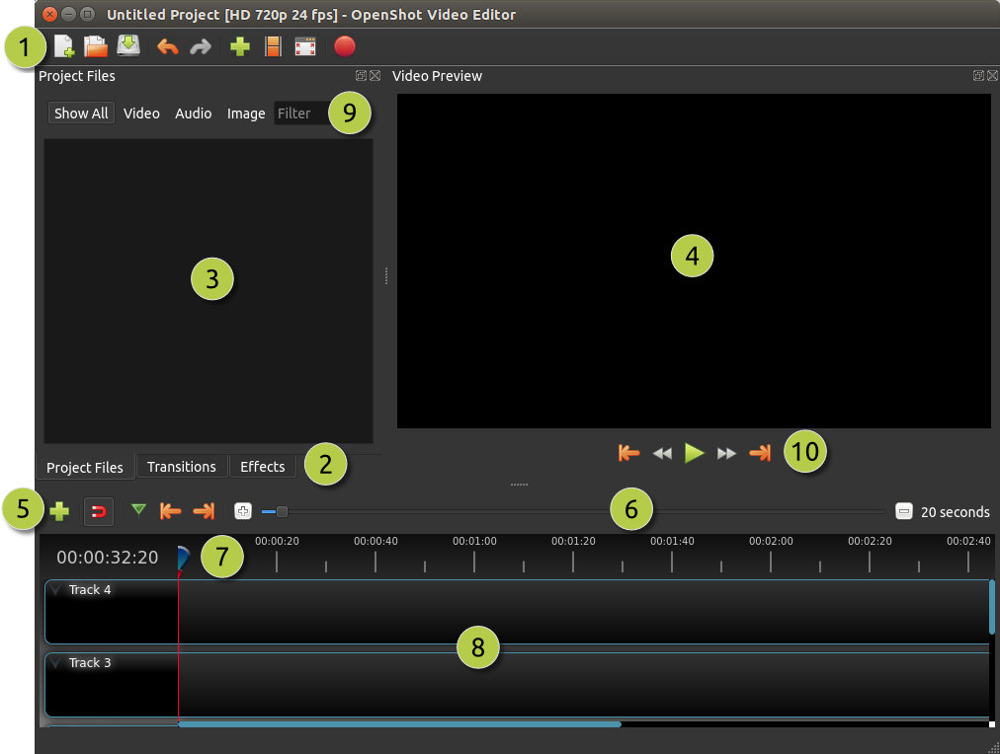 Untitled Project [HD 720p 24 fps] - OpenShot Video Editor
1
Project Files
Video Preview
Show All Video Audio Image Filter 9
3
4
Project Files Transitions Effects 2
10
5
6
20 seconds
00:00:32:20
7
00:00:20 00:00:40 00:01:00 00:01:20 00:01:40 00:02:00 00:02:20 00:02:40
Track 4
8
Track 3